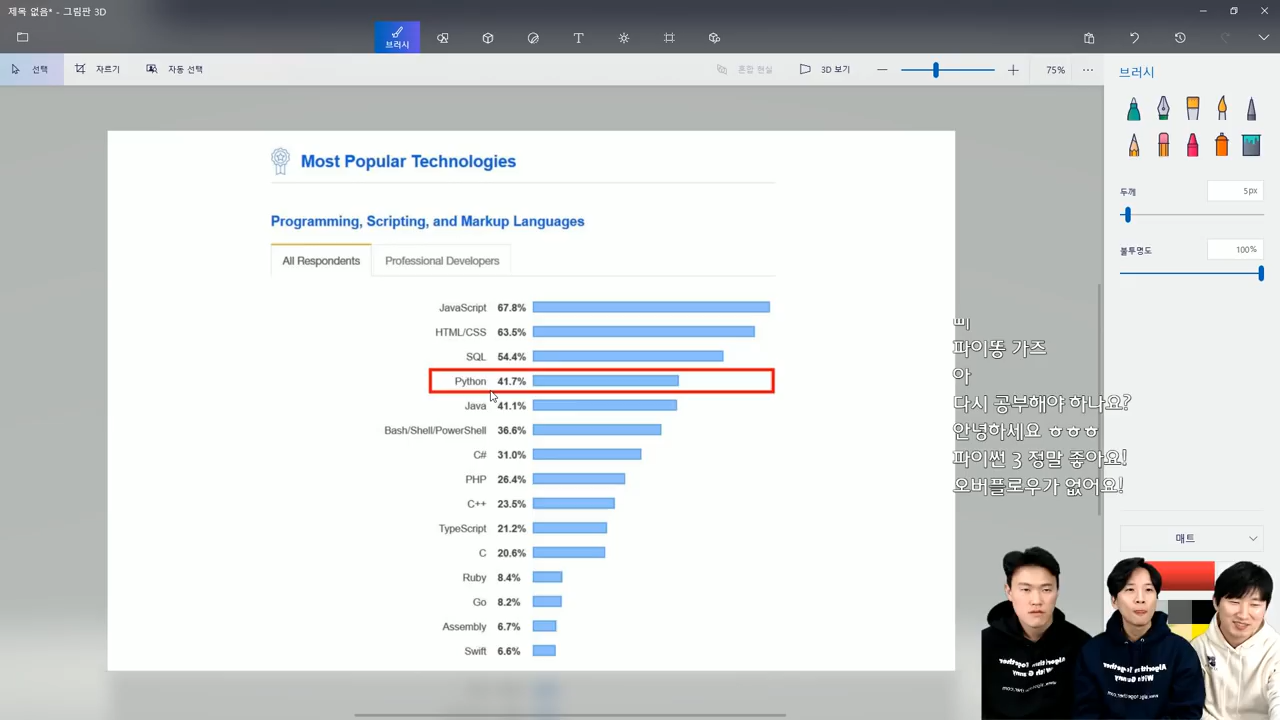 제목 없음* - 그림판 3D
브러시
선택
자르기
자동 선택
혼합 현실
3D 보기
75%
브러시
두께
5px
불투명도
100%
매트
Most Popular Technologies
Programming, Scripting, and Markup Languages
All Respondents
Professional Developers
JavaScript 67.8%
HTML/CSS 63.5%
SQL 54.4%
Python 41.7%
Java 41.1%
Bash/Shell/PowerShell 36.6%
C# 31.0%
PHP 26.4%
C++ 23.5%
TypeScript 21.2%
C 20.6%
Ruby 8.4%
Go 8.2%
Assembly 6.7%
Swift 6.6%
파이똥 가즈
아
다시 공부해야 하나요?
안녕하세요 ㅎㅎㅎ
파이썬 3 정말 좋아요!
오버플로우가 없어요!